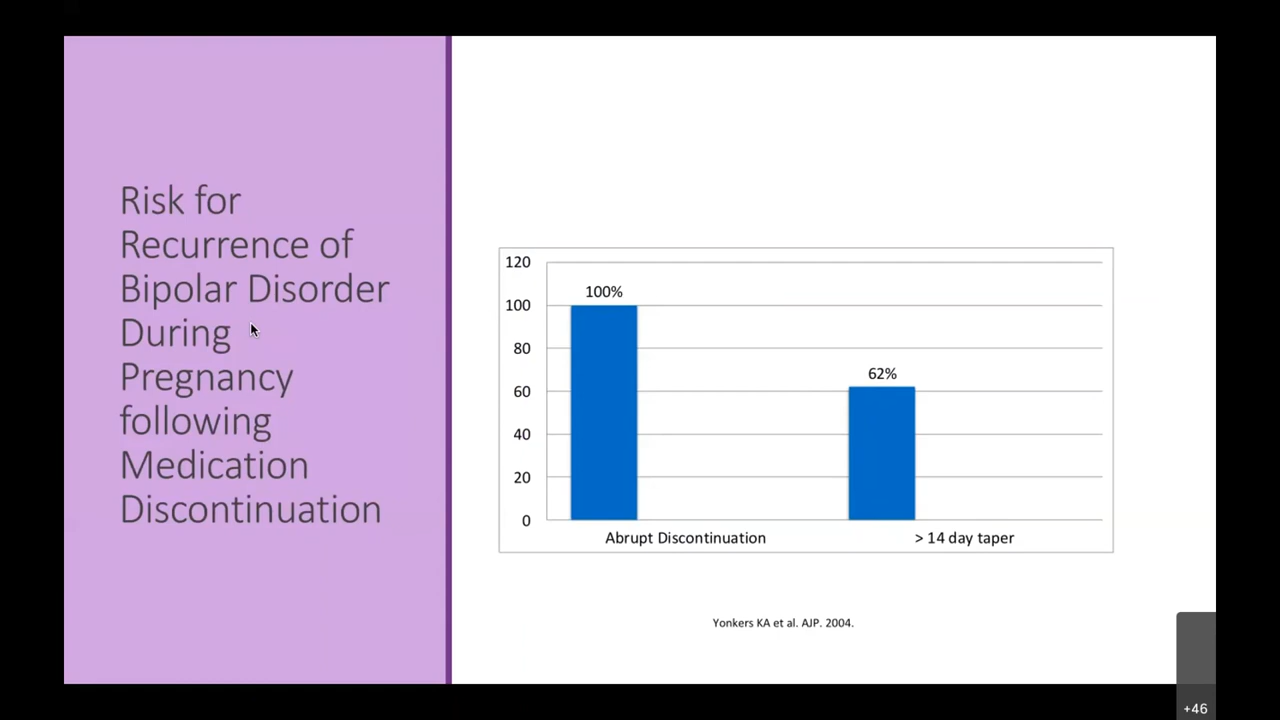 Risk for
Recurrence of
Bipolar Disorder
During
Pregnancy
following
Medication
Discontinuation
120
100
80
60
40
20
0
100%
62%
Abrupt Discontinuation
> 14 day taper
Yonkers KA et al. AJP. 2004.
+46